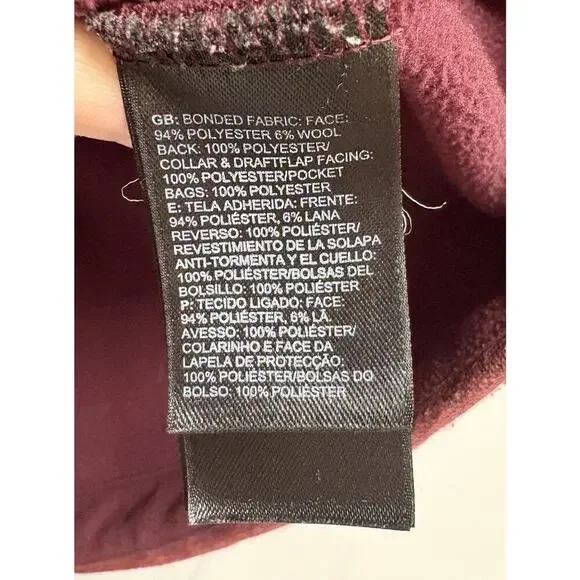 GB: BONDED FABRIC: FACE:
94% POLYESTER 6% WOOL
BACK: 100% POLYESTER/
COLLAR & DRAFTFLAP FACING:
100% POLYESTER/POCKET
BAGS: 100% POLYESTER
E: TELA ADHERIDA: FRENTE:
94% POLIÉSTER, 6% LANA
REVERSO: 100% POLIÉSTER/
REVESTIMIENTO DE LA SOLAPA
ANTI-TORMENTA Y EL CUELLO:
100% POLIÉSTER/BOLSAS DEL
BOLSILLO: 100% POLIÉSTER
P: TECIDO LIGADO: FACE:
94% POLIÉSTER, 6% LÃ
AVESSO: 100% POLIÉSTER/
COLARINHO E FACE DA
LAPELA DE PROTECÇÃO:
100% POLIÉSTER/BOLSAS DO
BOLSO: 100% POLIÉSTER